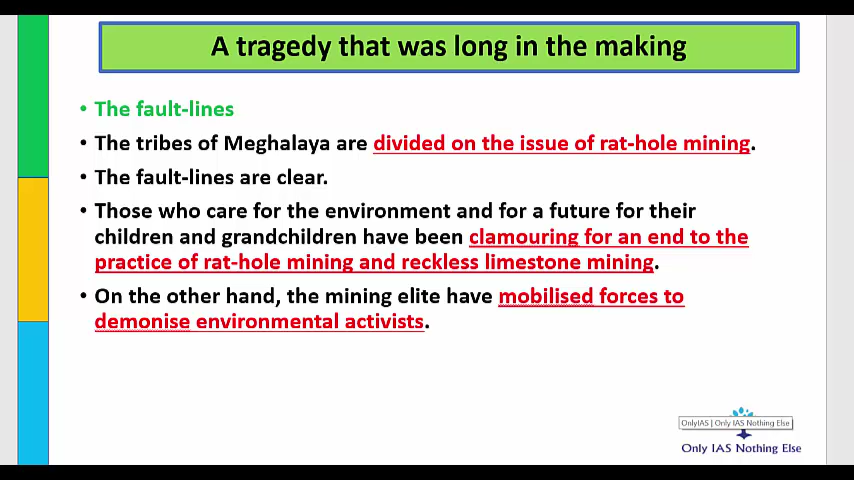 A tragedy that was long in the making
• The fault-lines
• The tribes of Meghalaya are divided on the issue of rat-hole mining.
• The fault-lines are clear.
• Those who care for the environment and for a future for their
children and grandchildren have been clamouring for an end to the
practice of rat-hole mining and reckless limestone mining.
• On the other hand, the mining elite have mobilised forces to
demonise environmental activists.
OnlyIAS | Only IAS Nothing Else
Only IAS Nothing Else